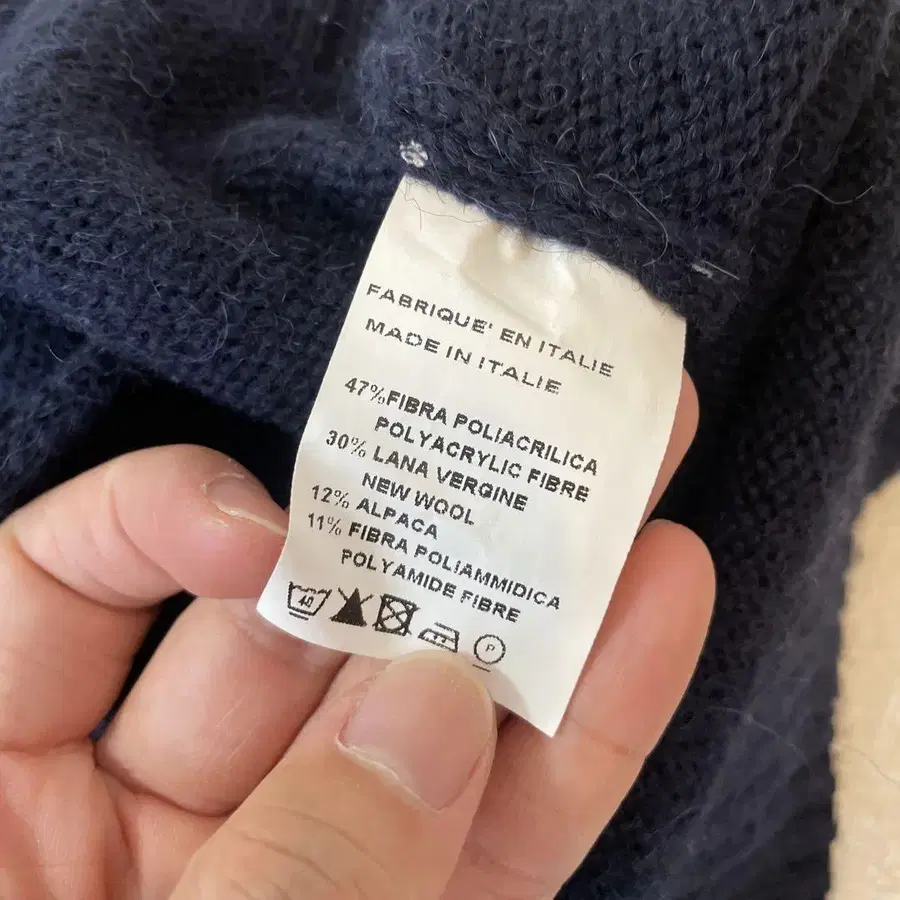 FABRIQUE' EN ITALIE
MADE IN ITALIE
47%FIBRA POLIACRILICA
POLYACRYLIC FIBRE
30% LANA VERGINE
NEW WOOL
12% ALPACA
11% FIBRA POLIAMMIDICA
POLYAMIDE FIBRE
40 P